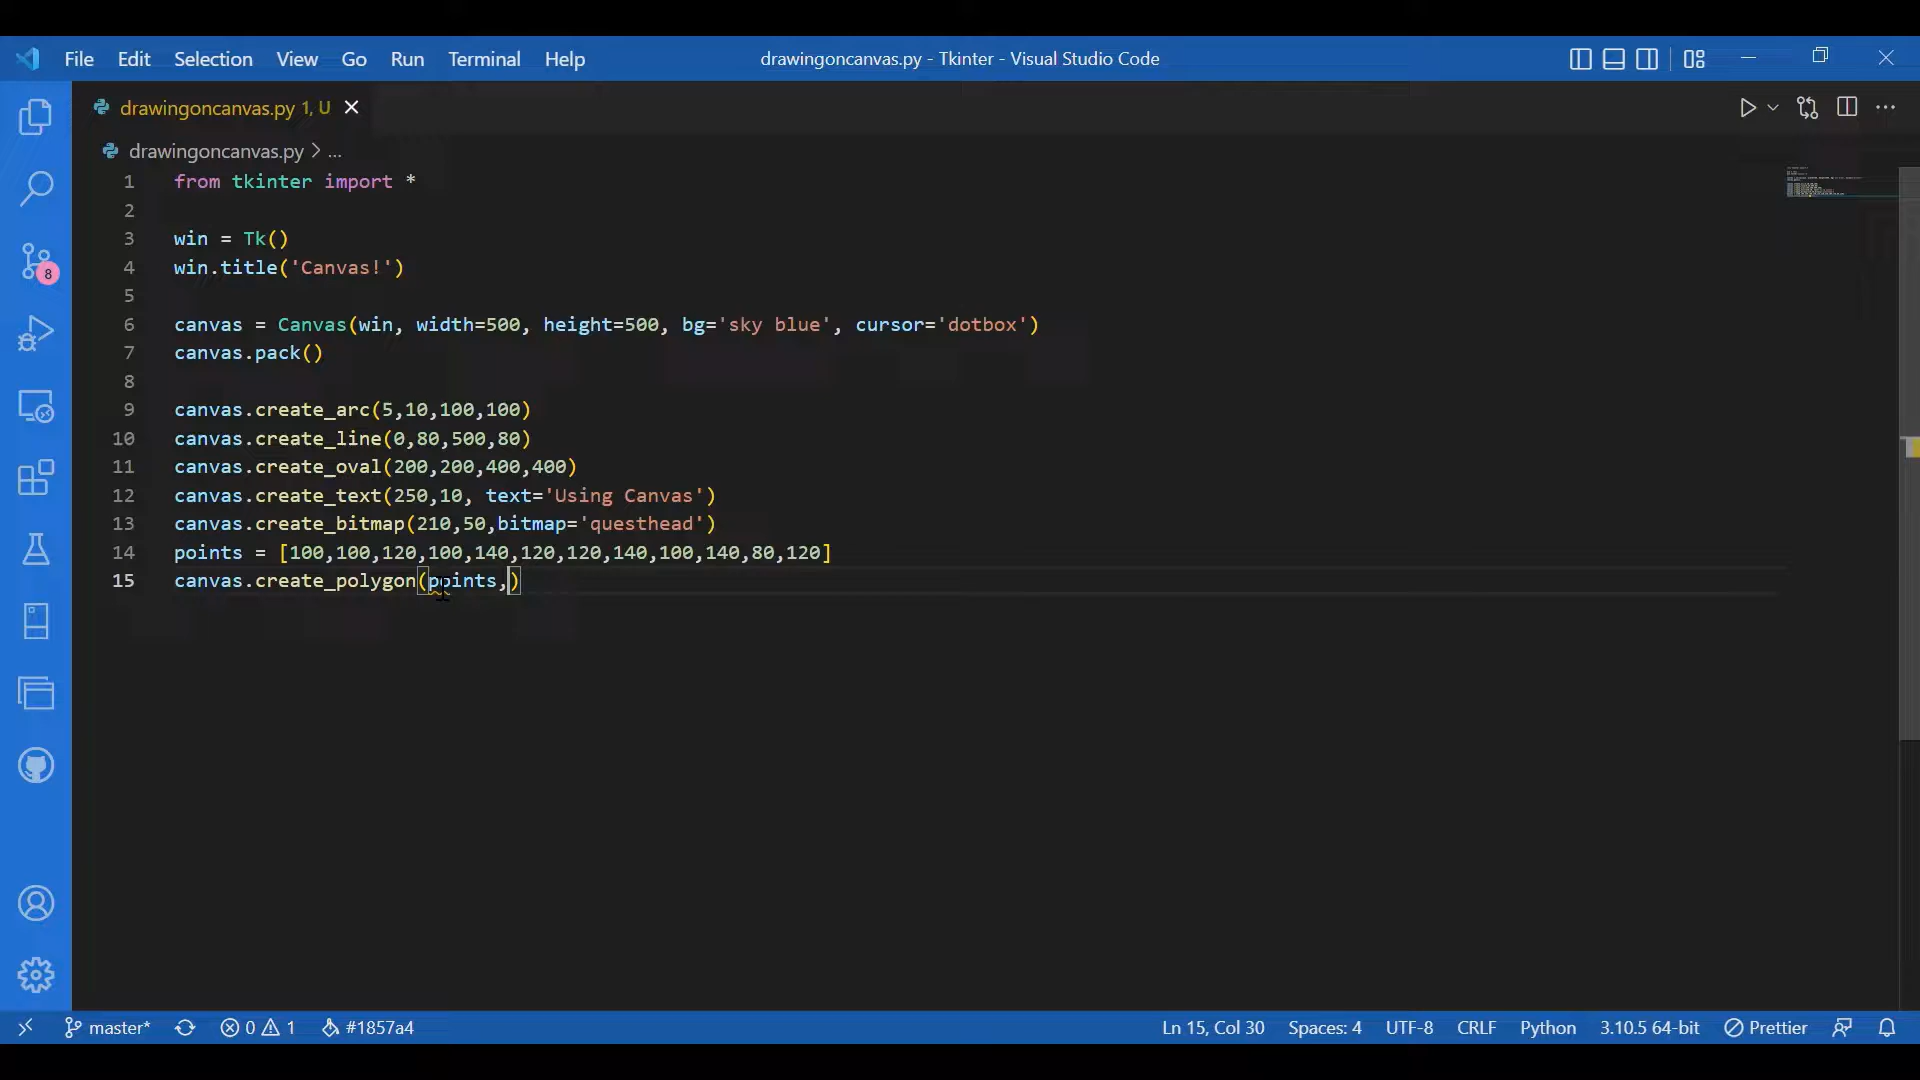 File Edit Selection View Go Run Terminal Help drawingoncanvas.py - Tkinter - Visual Studio Code
drawingoncanvas.py 1, U
drawingoncanvas.py > ...
1 from tkinter import *
2
3 win = Tk()
4 win.title('Canvas!')
5
6 canvas = Canvas(win, width=500, height=500, bg='sky blue', cursor='dotbox')
7 canvas.pack()
8
9 canvas.create_arc(5,10,100,100)
10 canvas.create_line(0,80,500,80)
11 canvas.create_oval(200,200,400,400)
12 canvas.create_text(250,10, text='Using Canvas')
13 canvas.create_bitmap(210,50,bitmap='questhead')
14 points = [100,100,120,100,140,120,120,140,100,140,80,120]
15 canvas.create_polygon(points,)
8
master* 0 1 #1857a4 Ln 15, Col 30 Spaces: 4 UTF-8 CRLF Python 3.10.5 64-bit Prettier